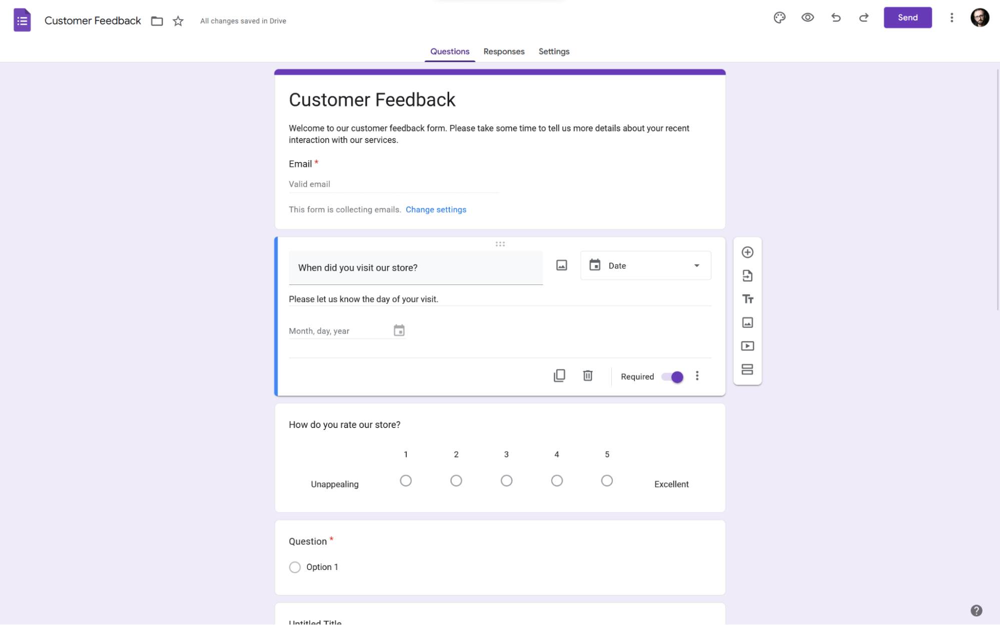 Customer Feedback
All changes saved in Drive
Send
Questions
Responses
Settings
Customer Feedback
Welcome to our customer feedback form. Please take some time to tell us more details about your recent
interaction with our services.
Email *
Valid email
This form is collecting emails. Change settings
When did you visit our store?
Date
Please let us know the day of your visit.
Month, day, year
Required
How do you rate our store?
1 2 3 4 5
Unappealing
Excellent
Question *
Option 1
Untitled Title